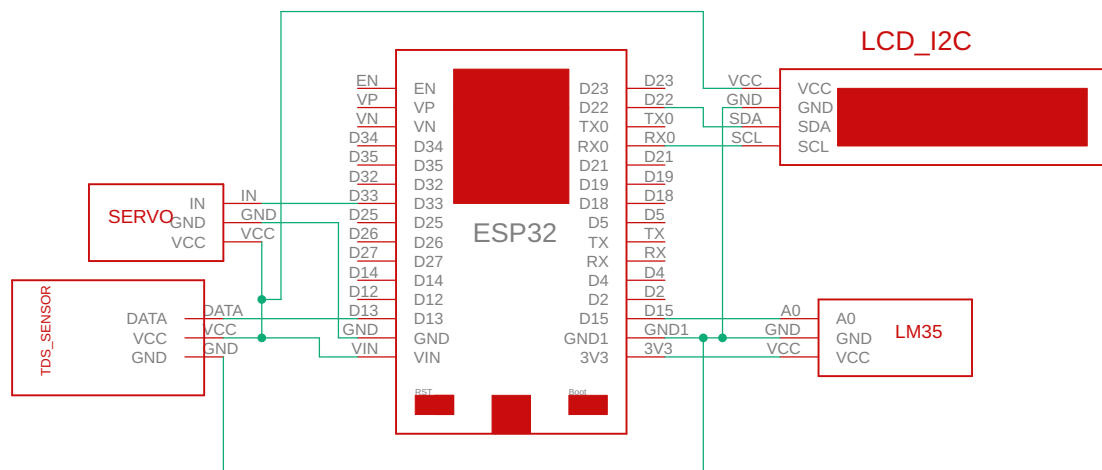 LCD_I2C
VCC
GND
SDA
SCL
VCC
GND
SDA
SCL
EN
VP
VN
D34
D35
D32
D33
D25
D26
D27
D14
D12
D13
GND
VIN
EN
VP
VN
D34
D35
D32
D33
D25
D26
D27
D14
D12
D13
GND
VIN
ESP32
RST
Boot
D23
D22
TX0
RX0
D21
D19
D18
D5
TX
RX
D4
D2
D15
GND1
3V3
D23
D22
TX0
RX0
D21
D19
D18
D5
TX
RX
D4
D2
D15
GND1
3V3
SERVO
IN
GND
VCC
IN
GND
VCC
TDS_SENSOR
DATA
VCC
GND
DATA
VCC
GND
A0
GND
VCC
A0
GND
VCC
LM35